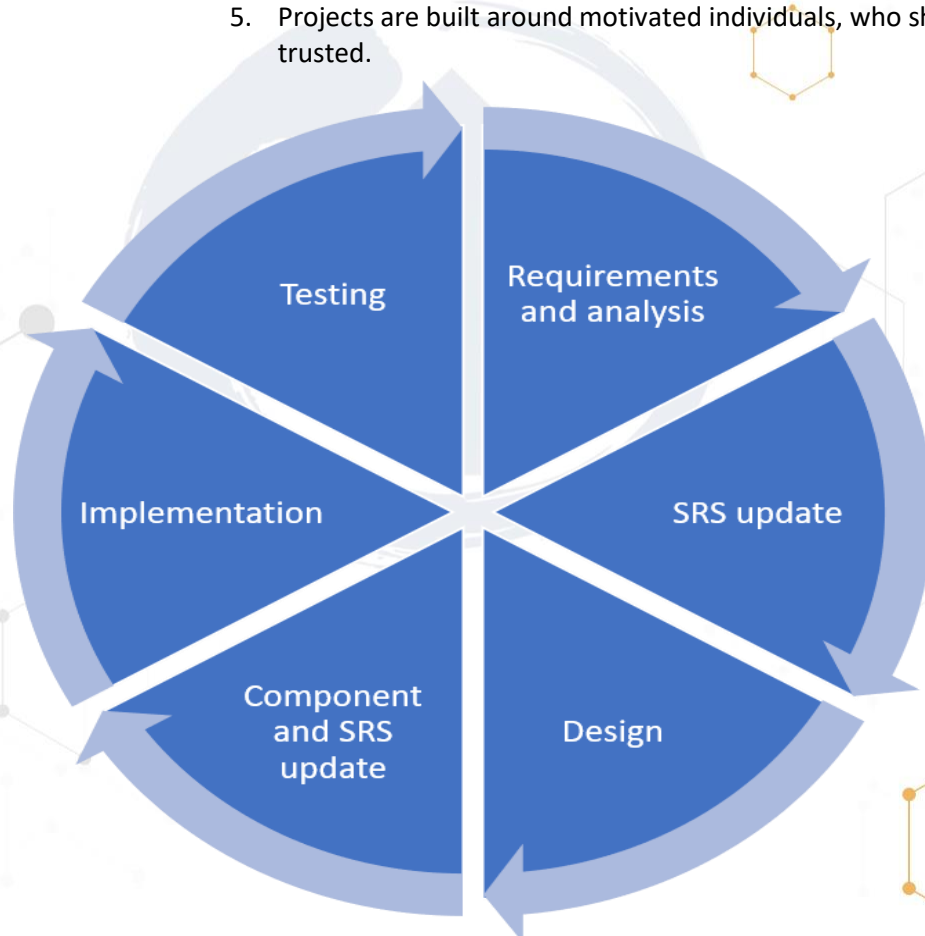 5. Projects are built around motivated individuals, who sh
trusted.
Testing
Requirements
and analysis
Implementation
SRS update
Component
and SRS
update
Design